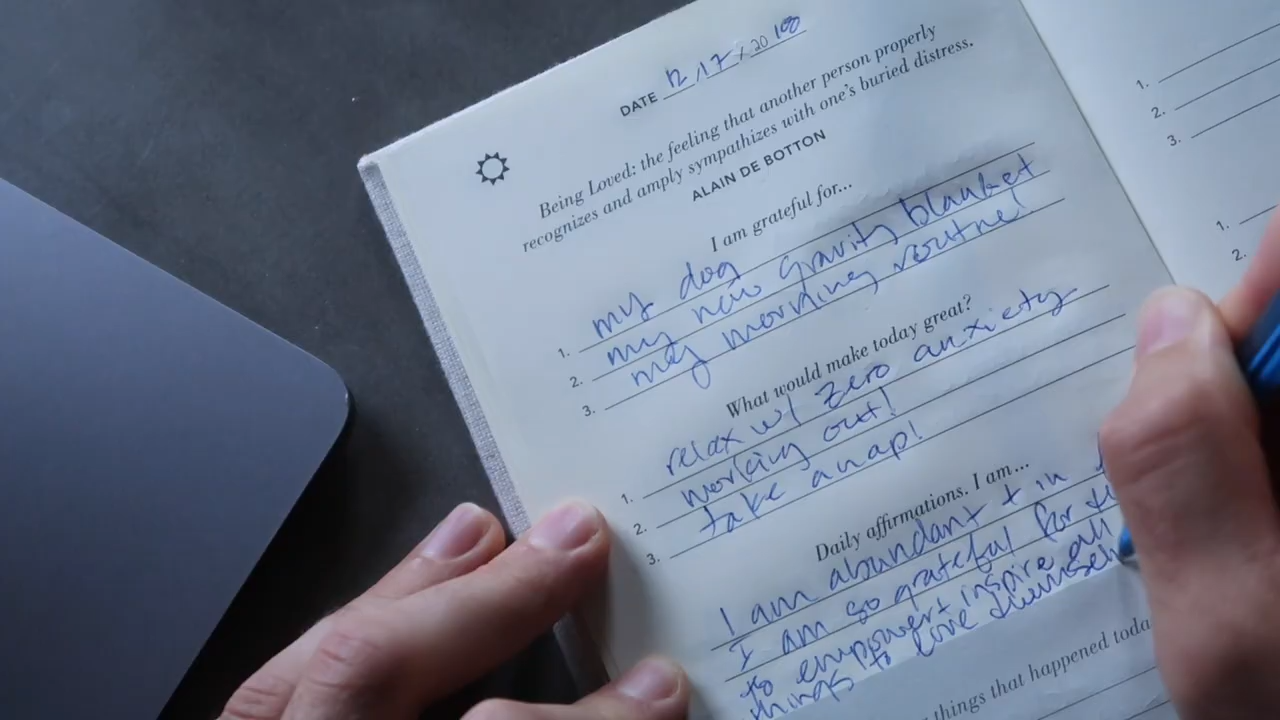 DATE 12 / 17 / 20 18
Being Loved: the feeling that another person properly
recognizes and amply sympathizes with one's buried distress.
ALAIN DE BOTTON
I am grateful for...
1. my dog
2. my new gravity blanket
3. my morning routine!
What would make today great?
1. relax w/ zero anxiety
2. working out!
3. take a nap!
Daily affirmations. I am...
I am abundant + in
I am so grateful for
to empower + inspire all
things to love themselv
things that happened toda
1.
2.
3.
1.
2.